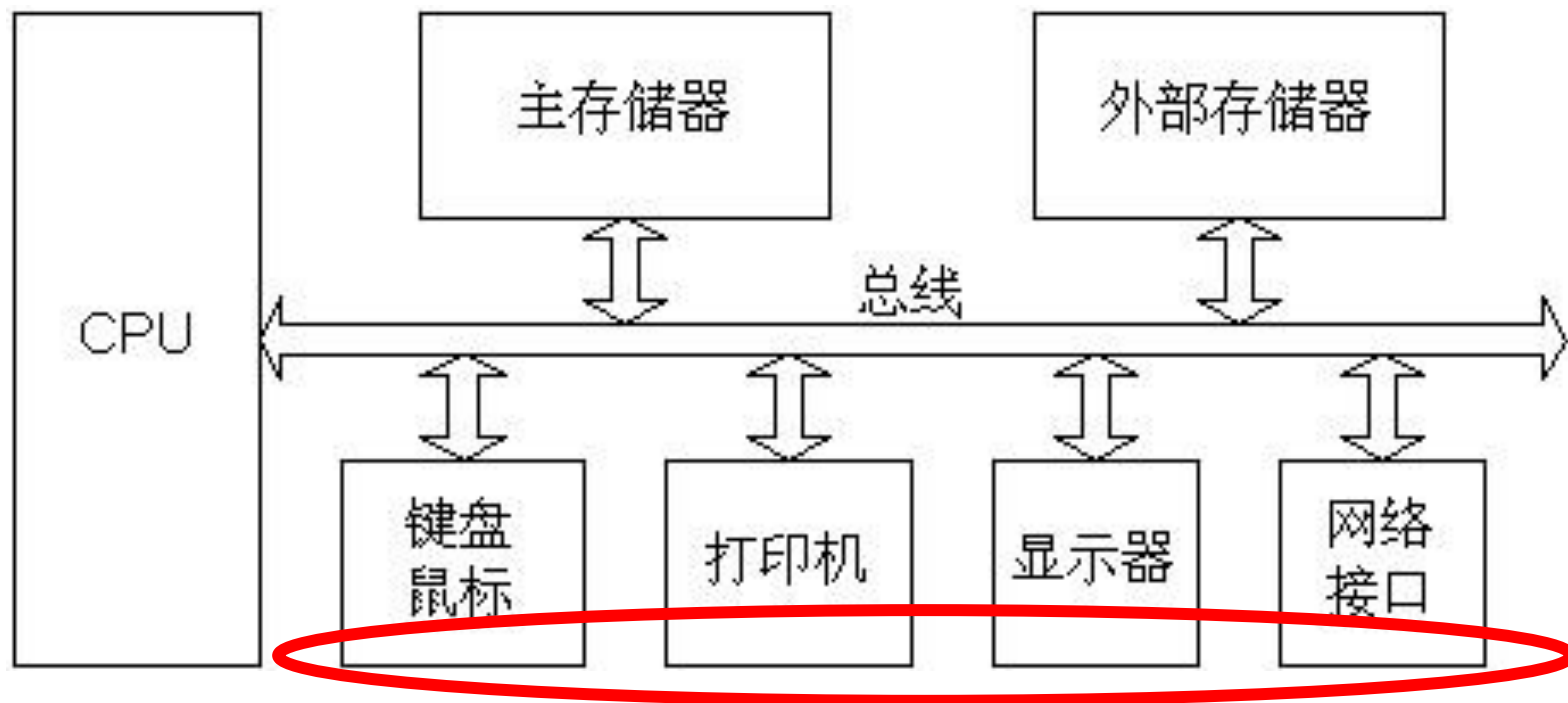 主存储器
外部存储器
总线
CPU
键盘
鼠标
打印机
显示器
网络
接口